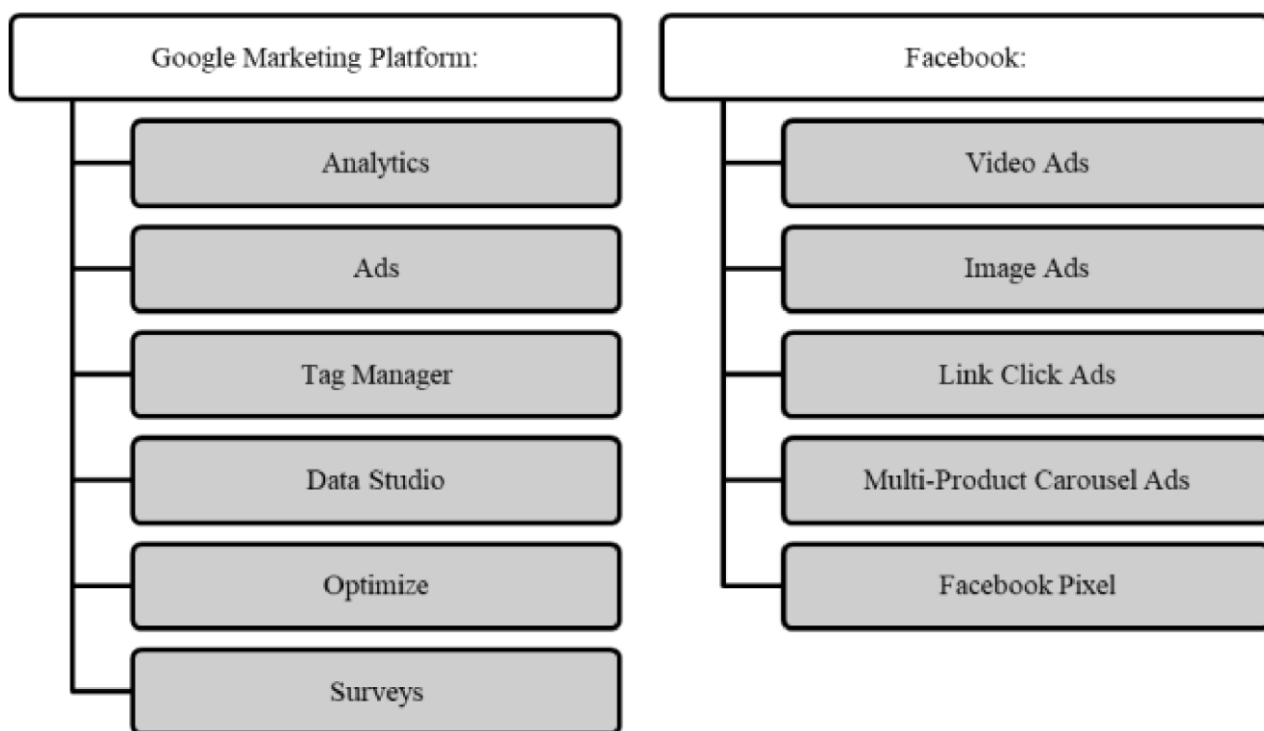 Google Marketing Platform:
Analytics
Ads
Tag Manager
Data Studio
Optimize
Surveys
Facebook:
Video Ads
Image Ads
Link Click Ads
Multi-Product Carousel Ads
Facebook Pixel